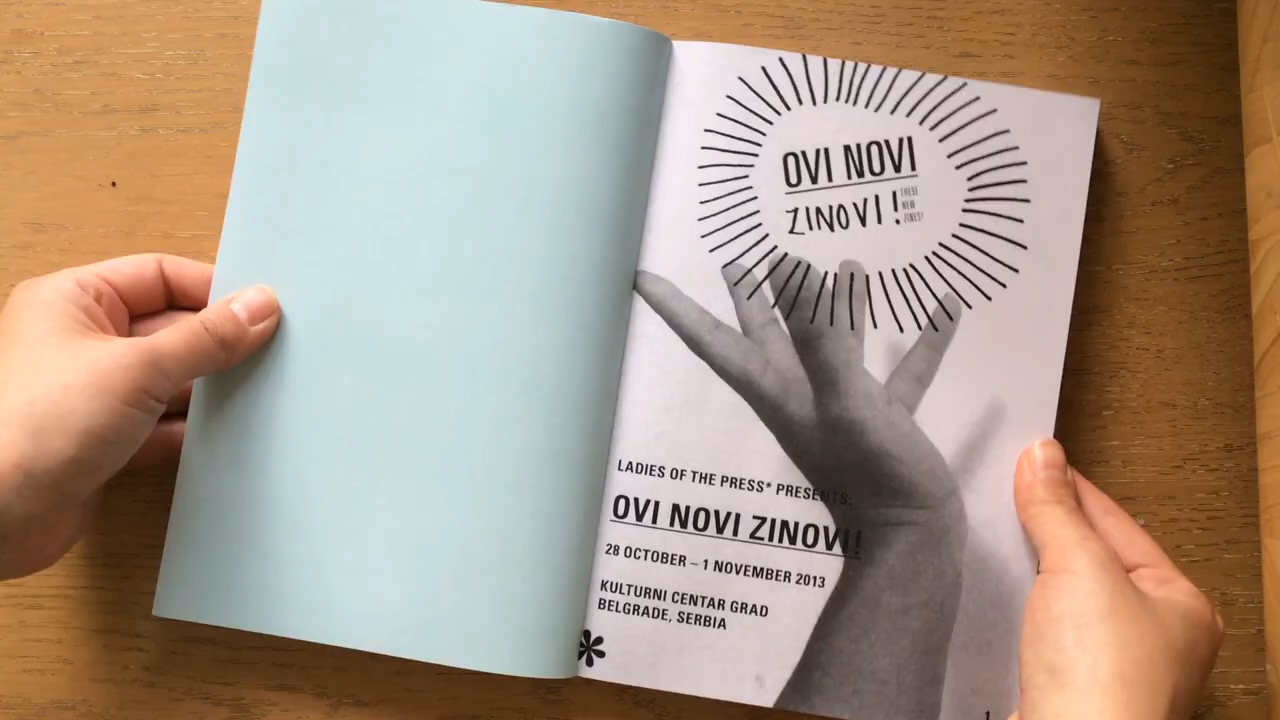 OVI NOVI
ZINOVI!
THESE
NEW
ZINES!
LADIES OF THE PRESS* PRESENTS:
OVI NOVI ZINOVI!
28 OCTOBER – 1 NOVEMBER 2013
KULTURNI CENTAR GRAD
BELGRADE, SERBIA
1